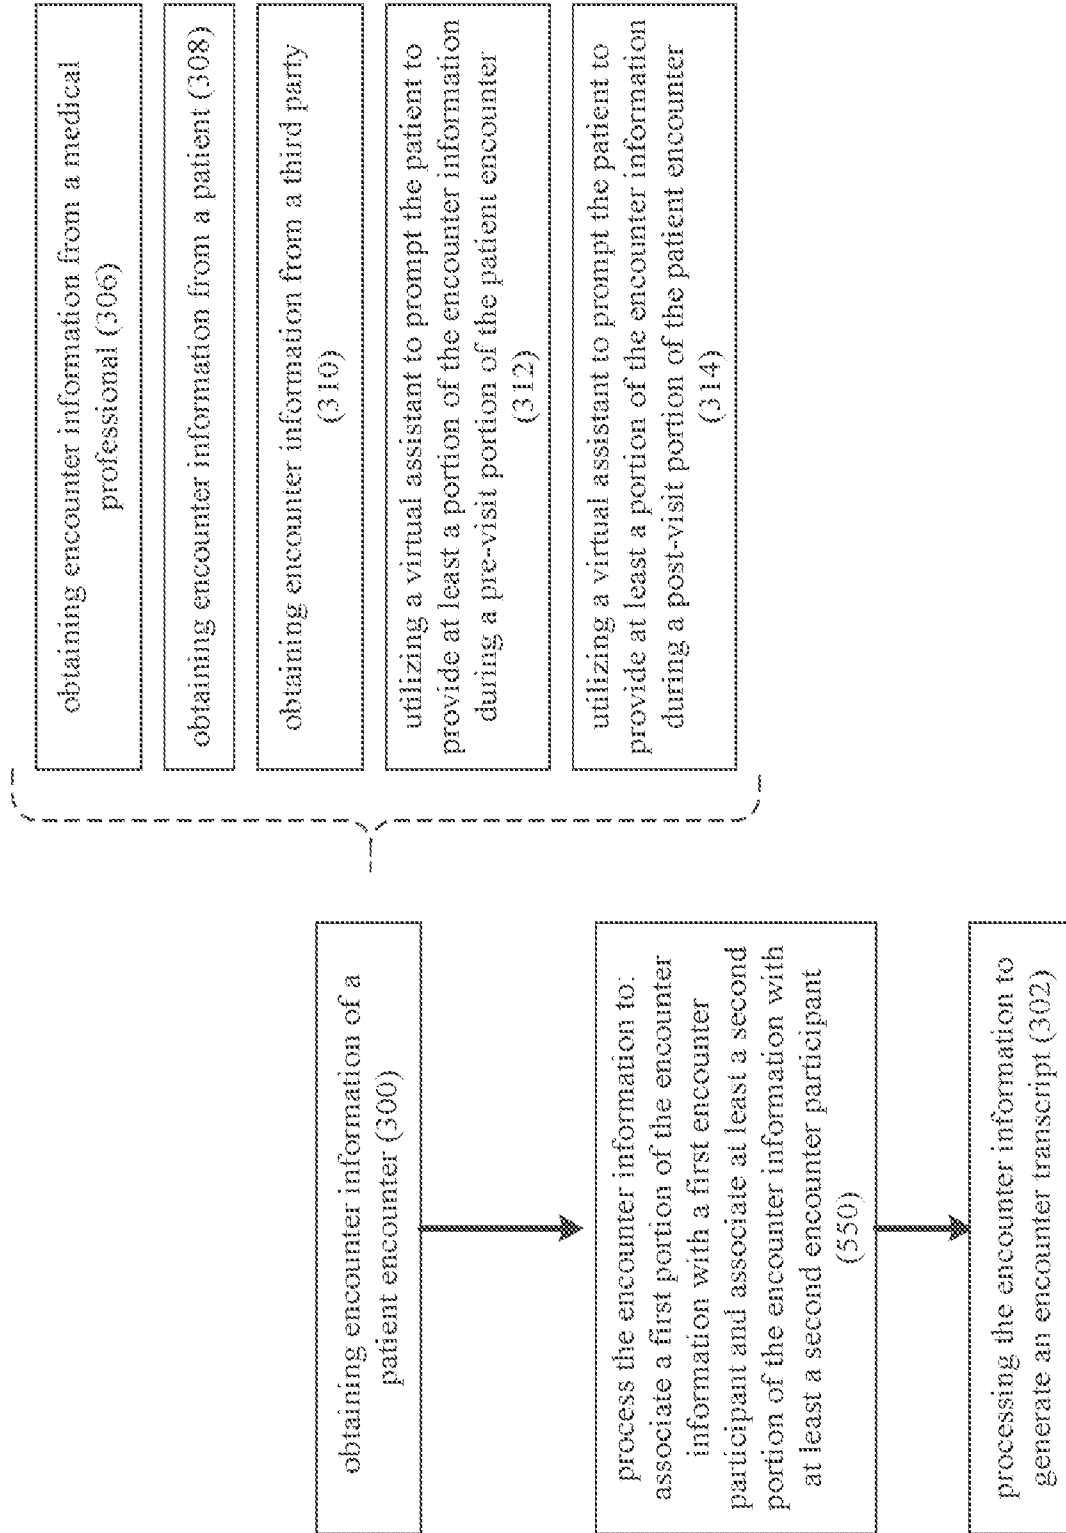 obtaining encounter information of a
patient encounter (300)
process the encounter information to:
associate a first portion of the encounter
information with a first encounter
participant and associate at least a second
portion of the encounter information with
at least a second encounter participant
(550)
processing the encounter information to
generate an encounter transcript (302)
obtaining encounter information from a medical
professional (306)
obtaining encounter information from a patient (308)
obtaining encounter information from a third party
(310)
utilizing a virtual assistant to prompt the patient to
provide at least a portion of the encounter information
during a pre-visit portion of the patient encounter
(312)
utilizing a virtual assistant to prompt the patient to
provide at least a portion of the encounter information
during a post-visit portion of the patient encounter
(314)